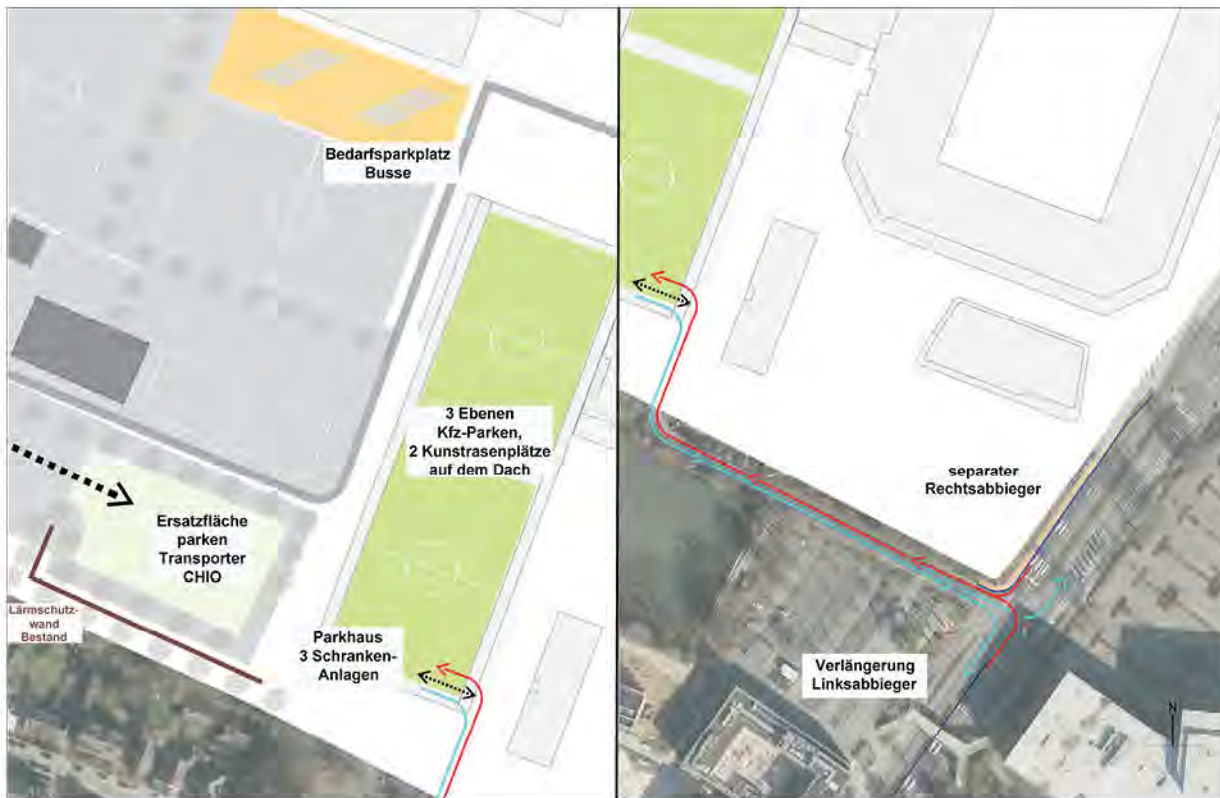 Bedarfsparkplatz
Busse
3 Ebenen
Kfz-Parken,
2 Kunstrasenplätze
auf dem Dach
Ersatzfläche
parken
Transporter
CHIO
Lärmschutz-
wand
Bestand
Parkhaus
3 Schranken-
Anlagen
separater
Rechtsabbieger
Verlängerung
Linksabbieger
N